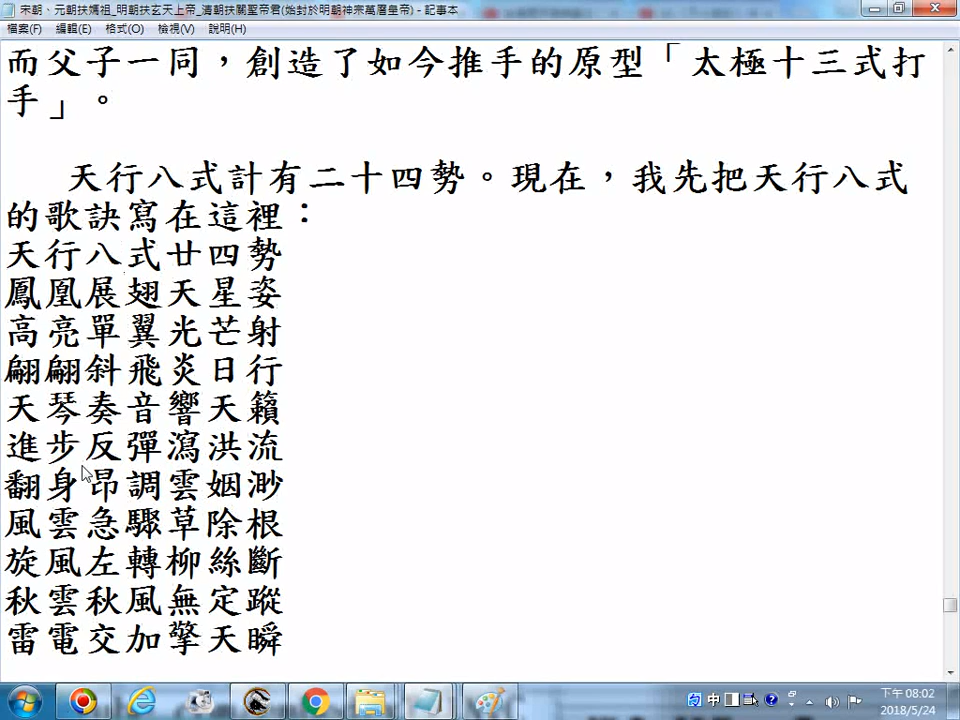 宋朝、元朝扶媽祖_明朝扶玄天上帝_清朝扶關聖帝君(始封於明朝神宗萬曆皇帝) - 記事本
檔案(F) 編輯(E) 格式(O) 檢視(V) 說明(H)
而父子一同，創造了如今推手的原型「太極十三式打
手」。
天行八式計有二十四勢。現在，我先把天行八式
的歌訣寫在這裡：
天行八式廿四勢
鳳凰展翅天星姿
高亮單翼光芒射
翩翩斜飛炎日行
天琴奏音響天籟
進步反彈瀉洪流
翻身昂調雲姻渺
風雲急驟草除根
旋風左轉柳絲斷
秋雲秋風無定蹤
雷電交加擎天瞬
中
下午 08:02
2018/5/24